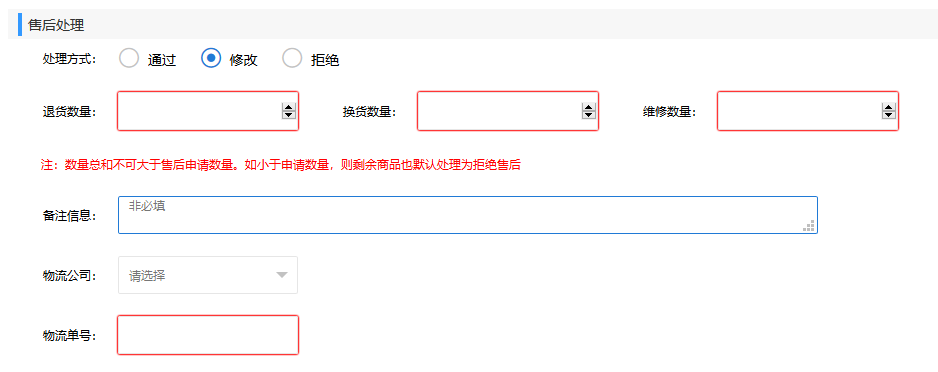 售后处理
处理方式： 通过 修改 拒绝
退货数量： 换货数量： 维修数量：
注：数量总和不可大于售后申请数量。如小于申请数量，则剩余商品也默认处理为拒绝售后
备注信息： 非必填
物流公司： 请选择
物流单号：